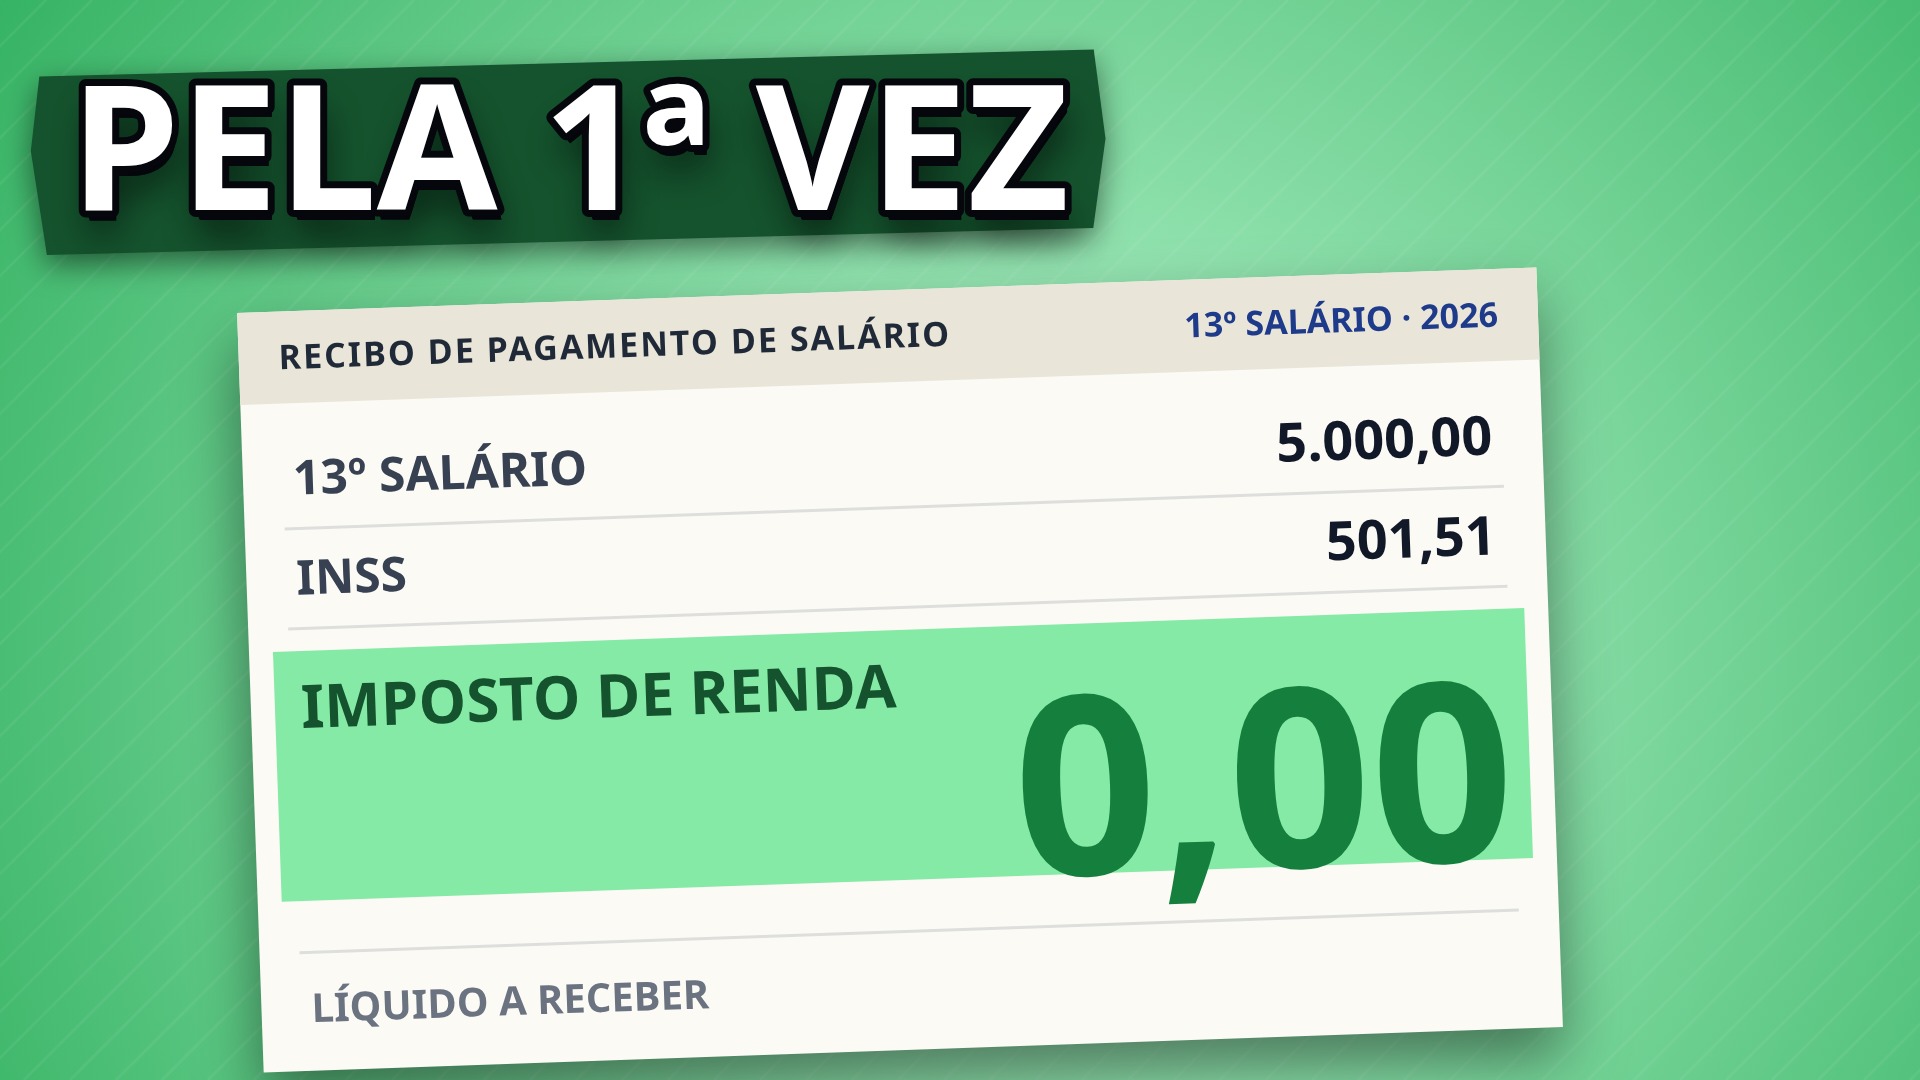 PELA 1ª VEZ
RECIBO DE PAGAMENTO DE SALÁRIO
13º SALÁRIO · 2026
13º SALÁRIO
5.000,00
INSS
501,51
IMPOSTO DE RENDA
0,00
LÍQUIDO A RECEBER